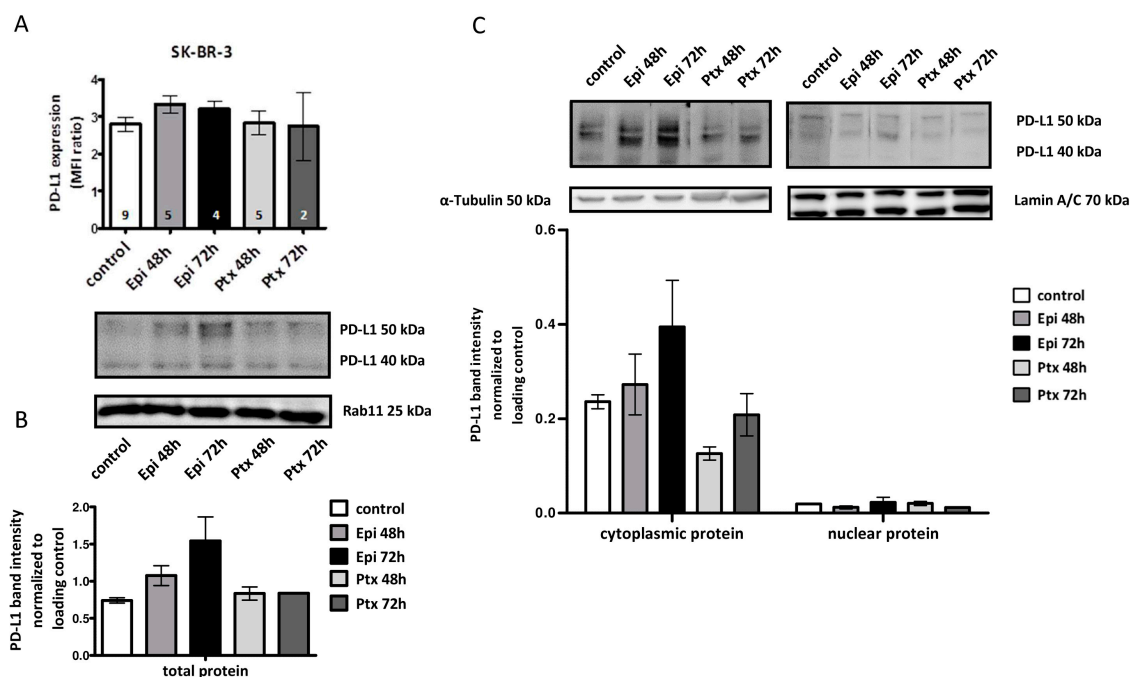 A
SK-BR-3
PD-L1 expression
(MFI ratio)
4
3
2
1
0
9
5
4
5
2
control
Epi 48h
Epi 72h
Ptx 48h
Ptx 72h
PD-L1 50 kDa
PD-L1 40 kDa
Rab11 25 kDa
B
control
Epi 48h
Epi 72h
Ptx 48h
Ptx 72h
PD-L1 band intensity
normalized to
loading control
2.0
1.5
1.0
0.5
0.0
total protein
control
Epi 48h
Epi 72h
Ptx 48h
Ptx 72h
C
control
Epi 48h
Epi 72h
Ptx 48h
Ptx 72h
control
Epi 48h
Epi 72h
Ptx 48h
Ptx 72h
PD-L1 50 kDa
PD-L1 40 kDa
α-Tubulin 50 kDa
Lamin A/C 70 kDa
PD-L1 band intensity
normalized to
loading control
0.6
0.4
0.2
0.0
cytoplasmic protein
nuclear protein
control
Epi 48h
Epi 72h
Ptx 48h
Ptx 72h